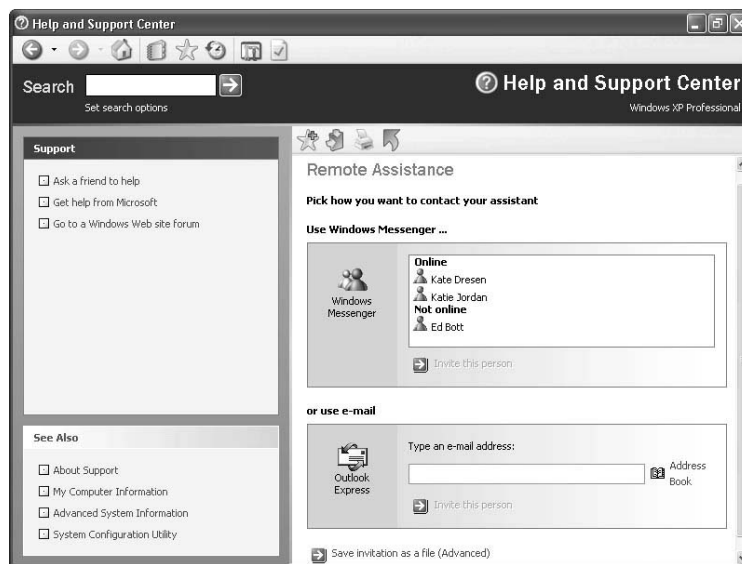 Help and Support Center
Search
Set search options
Help and Support Center
Windows XP Professional
Support
Ask a friend to help
Get help from Microsoft
Go to a Windows Web site forum
See Also
About Support
My Computer Information
Advanced System Information
System Configuration Utility
Remote Assistance
Pick how you want to contact your assistant
Use Windows Messenger ...
Windows
Messenger
Online
Kate Dresen
Katie Jordan
Not online
Ed Bott
Invite this person
or use e-mail
Outlook
Express
Type an e-mail address:
Address
Book
Invite this person
Save invitation as a file (Advanced)